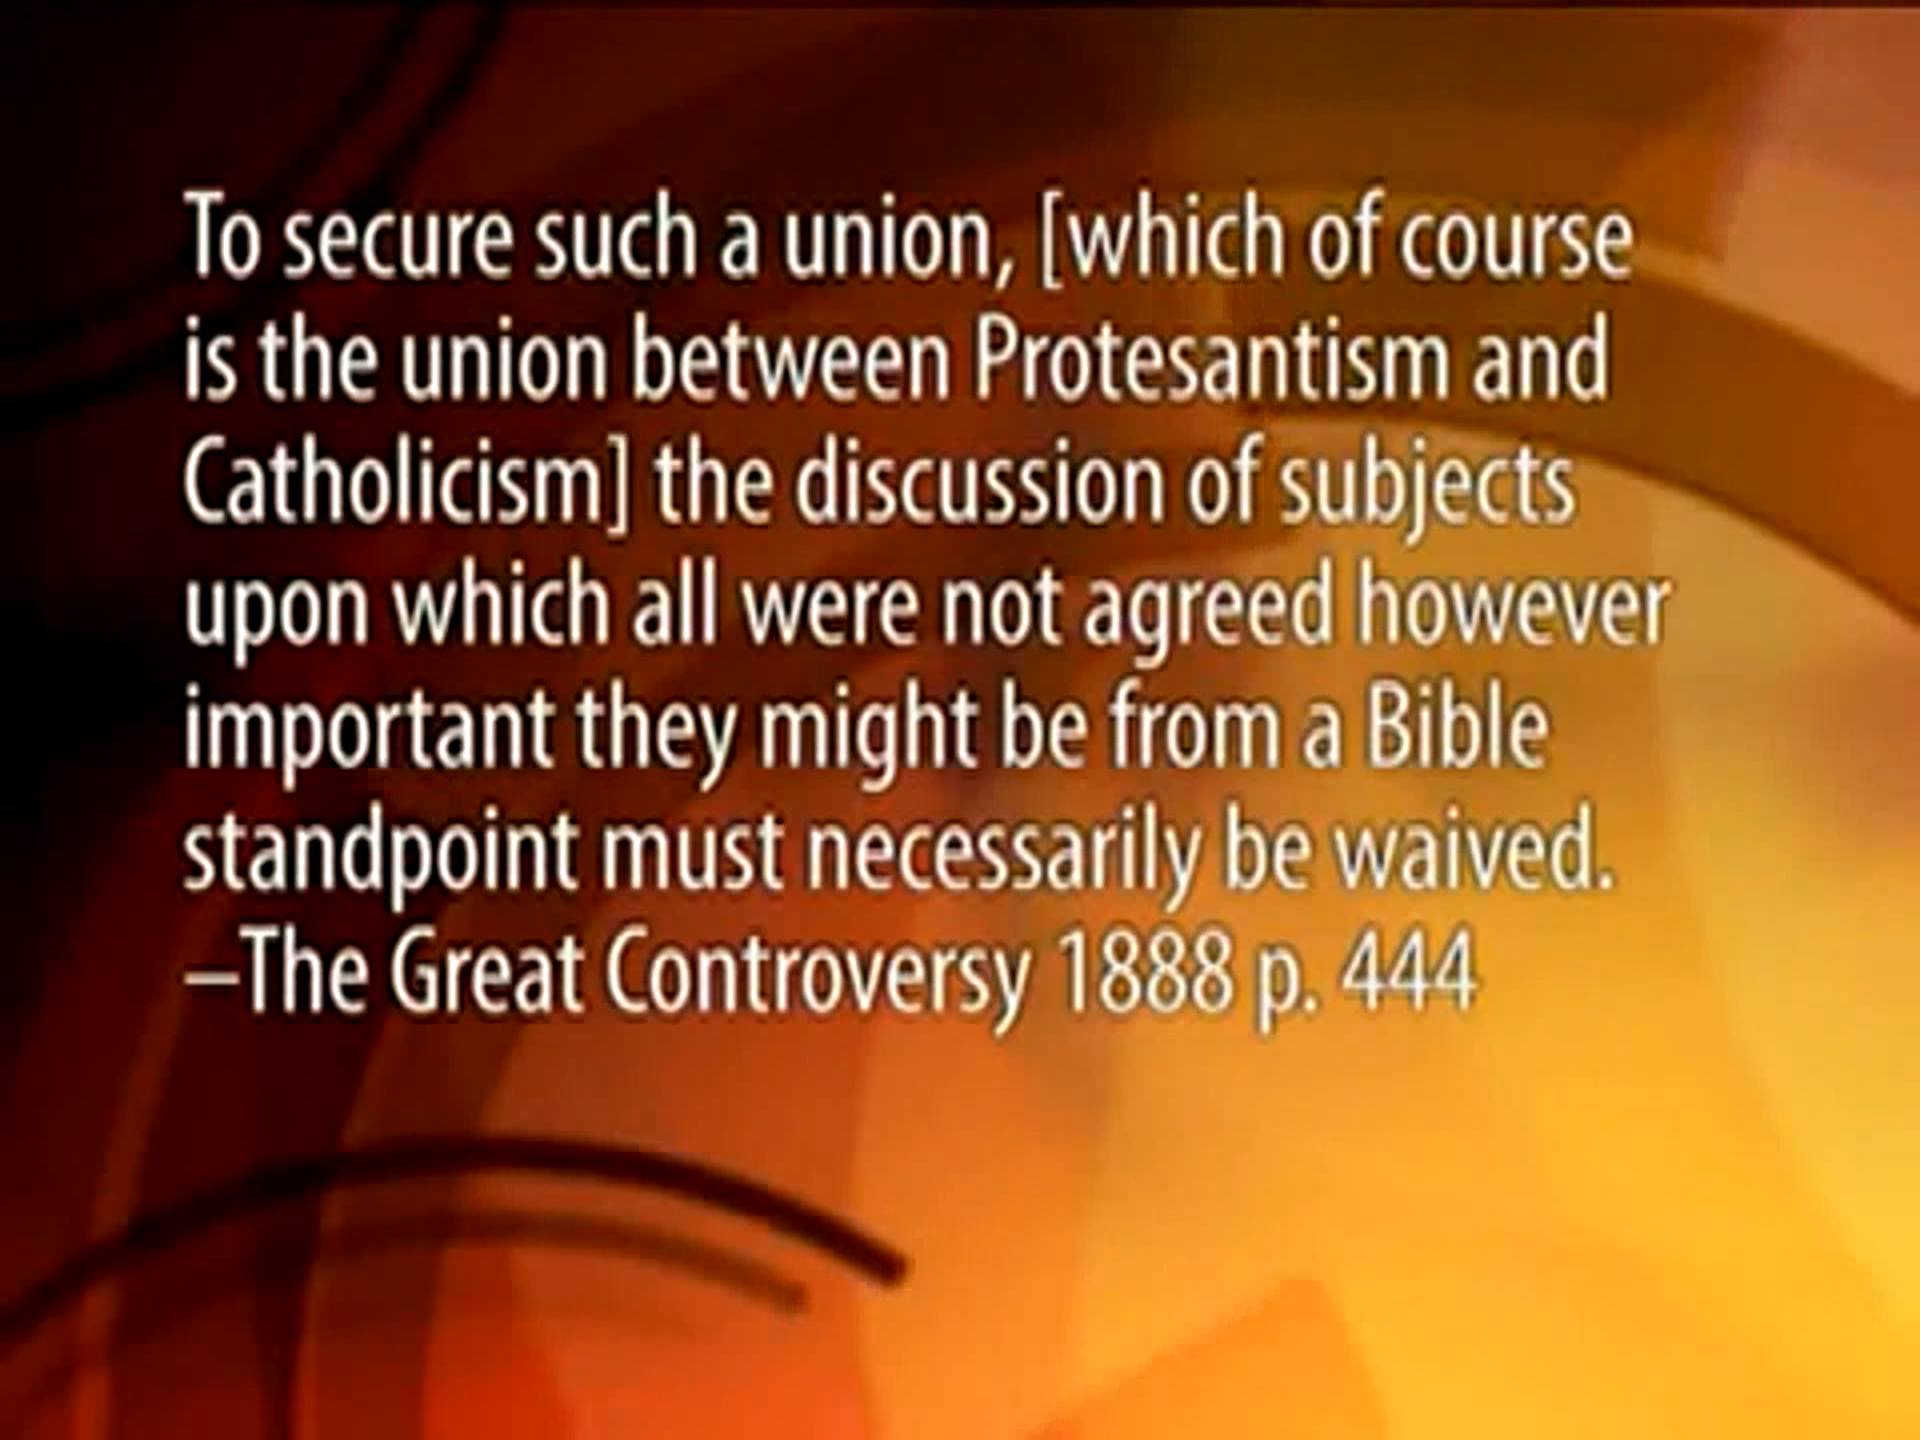 To secure such a union, [which of course
is the union between Protesantism and
Catholicism] the discussion of subjects
upon which all were not agreed however
important they might be from a Bible
standpoint must necessarily be waived.
–The Great Controversy 1888 p. 444